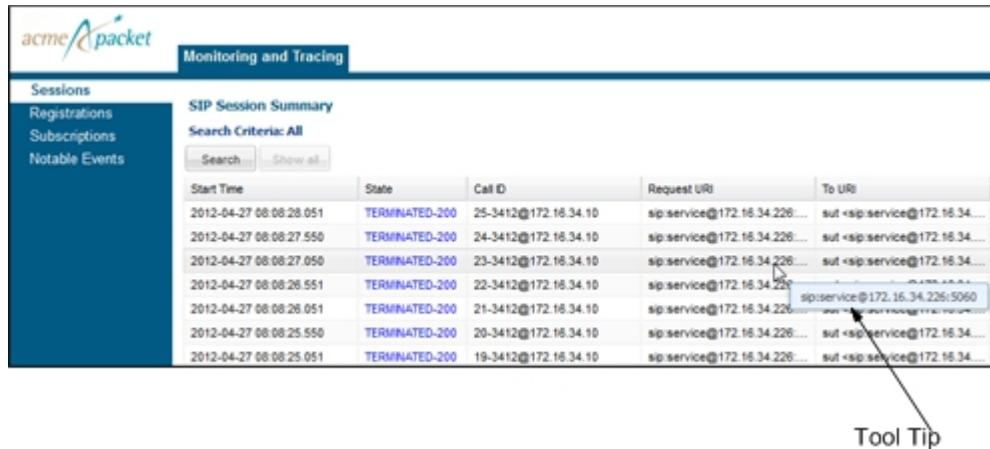 acme packet
Monitoring and Tracing
Sessions
Registrations
Subscriptions
Notable Events
SIP Session Summary
Search Criteria: All
Search Show all
Start Time State Call ID Request URI To URI
2012-04-27 08:08:28.051 TERMINATED-200 25-3412@172.16.34.10 sip:service@172.16.34.226:... sut <sip:service@172.16.34....
2012-04-27 08:08:27.550 TERMINATED-200 24-3412@172.16.34.10 sip:service@172.16.34.226:... sut <sip:service@172.16.34....
2012-04-27 08:08:27.050 TERMINATED-200 23-3412@172.16.34.10 sip:service@172.16.34.226:... sut <sip:service@172.16.34....
2012-04-27 08:08:26.551 TERMINATED-200 22-3412@172.16.34.10 sip:service@172.16.34.226
sip:service@172.16.34.226:5060
2012-04-27 08:08:26.051 TERMINATED-200 21-3412@172.16.34.10 sip:service@172.16.34.226
2012-04-27 08:08:25.550 TERMINATED-200 20-3412@172.16.34.10 sip:service@172.16.34.226:... sut <sip:service@172.16.34....
2012-04-27 08:08:25.051 TERMINATED-200 19-3412@172.16.34.10 sip:service@172.16.34.226:... sut <sip:service@172.16.34....
Tool Tip